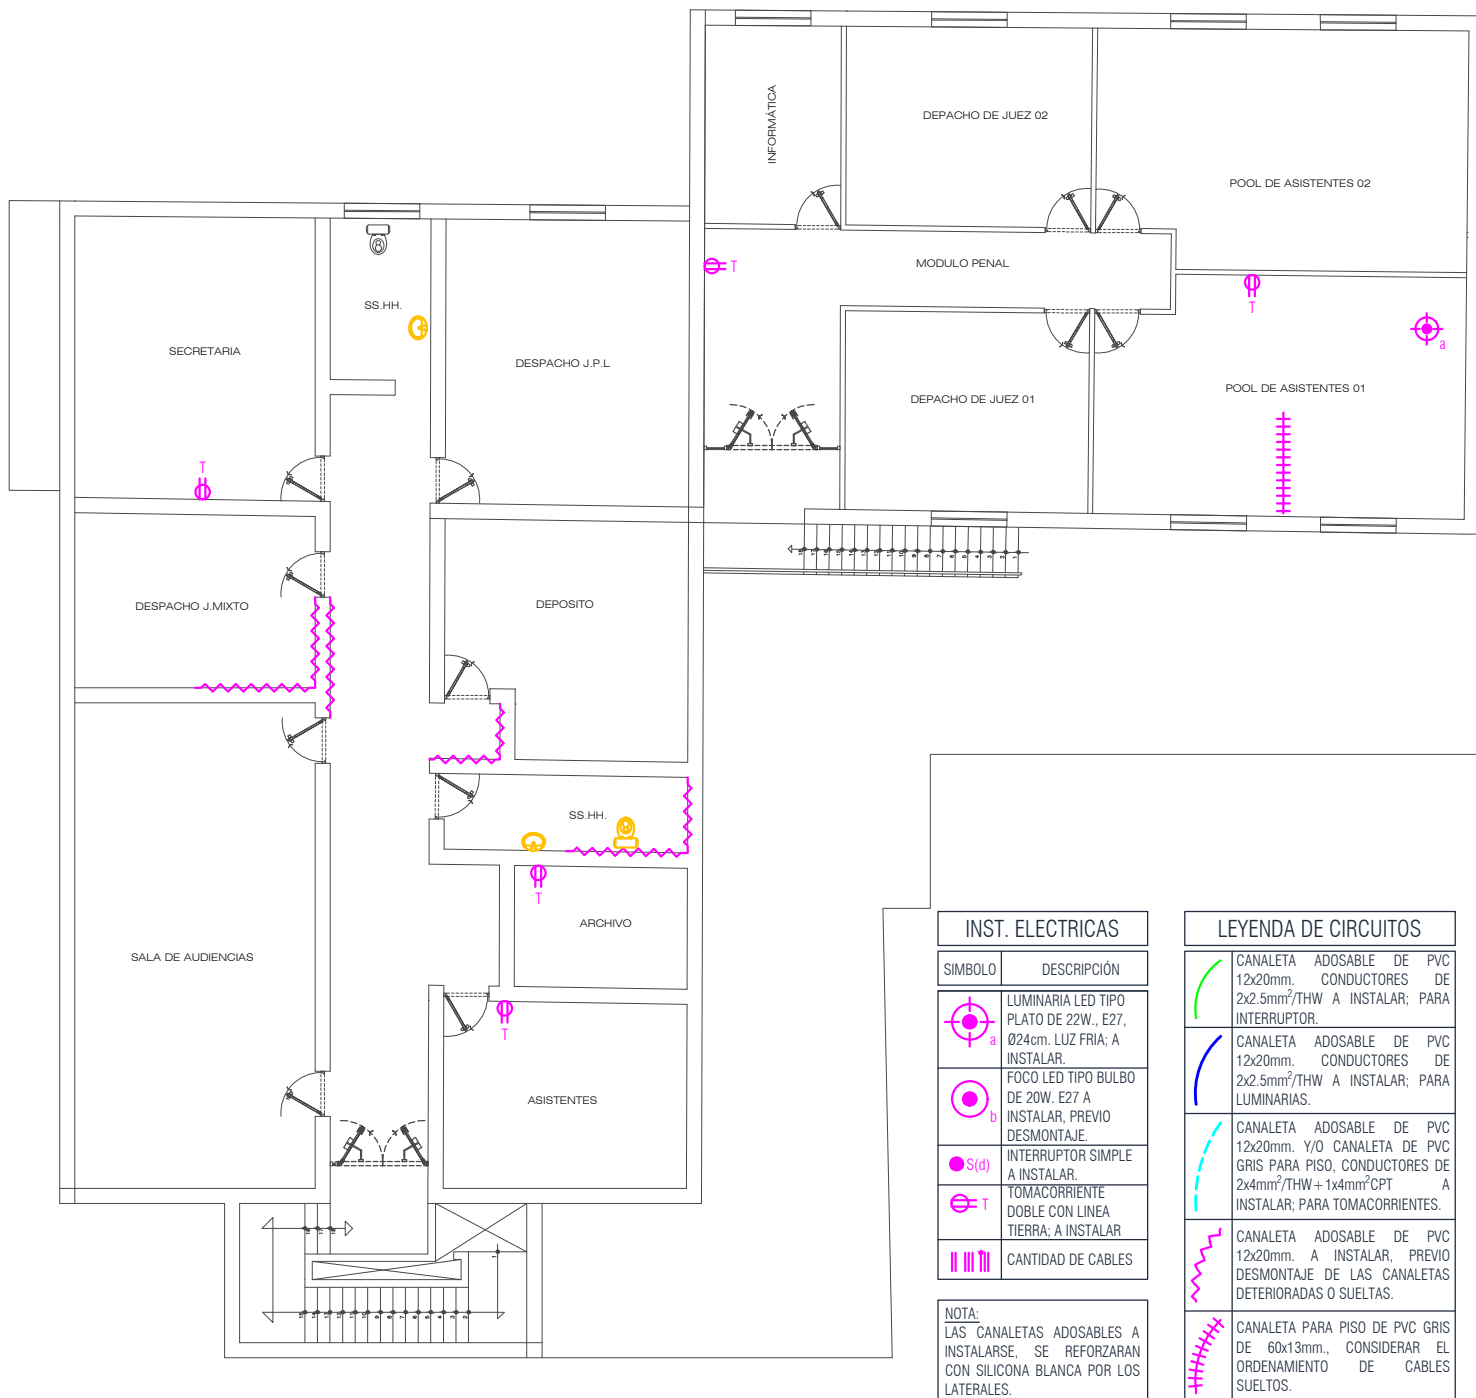 INFORMÁTICA
DEPACHO DE JUEZ 02
POOL DE ASISTENTES 02
MODULO PENAL
T
T
SS.HH.
a
SECRETARIA
DESPACHO J.P.L
DEPACHO DE JUEZ 01
POOL DE ASISTENTES 01
T
DESPACHO J.MIXTO
DEPOSITO
SS.HH.
T
ARCHIVO
SALA DE AUDIENCIAS
T
ASISTENTES
INST. ELECTRICAS
SIMBOLO DESCRIPCIÓN
a
LUMINARIA LED TIPO
PLATO DE 22W., E27,
Ø24cm. LUZ FRIA; A
INSTALAR.
b
FOCO LED TIPO BULBO
DE 20W. E27 A
INSTALAR, PREVIO
DESMONTAJE.
S(d)
INTERRUPTOR SIMPLE
A INSTALAR.
T
TOMACORRIENTE
DOBLE CON LINEA
TIERRA; A INSTALAR
CANTIDAD DE CABLES
NOTA:
LAS CANALETAS ADOSABLES A
INSTALARSE, SE REFORZARAN
CON SILICONA BLANCA POR LOS
LATERALES.
LEYENDA DE CIRCUITOS
CANALETA ADOSABLE DE PVC
12x20mm. CONDUCTORES DE
2x2.5mm²/THW A INSTALAR; PARA
INTERRUPTOR.
CANALETA ADOSABLE DE PVC
12x20mm. CONDUCTORES DE
2x2.5mm²/THW A INSTALAR; PARA
LUMINARIAS.
CANALETA ADOSABLE DE PVC
12x20mm. Y/O CANALETA DE PVC
GRIS PARA PISO, CONDUCTORES DE
2x4mm²/THW+1x4mm²CPT A
INSTALAR; PARA TOMACORRIENTES.
CANALETA ADOSABLE DE PVC
12x20mm. A INSTALAR, PREVIO
DESMONTAJE DE LAS CANALETAS
DETERIORADAS O SUELTAS.
CANALETA PARA PISO DE PVC GRIS
DE 60x13mm., CONSIDERAR EL
ORDENAMIENTO DE CABLES
SUELTOS.